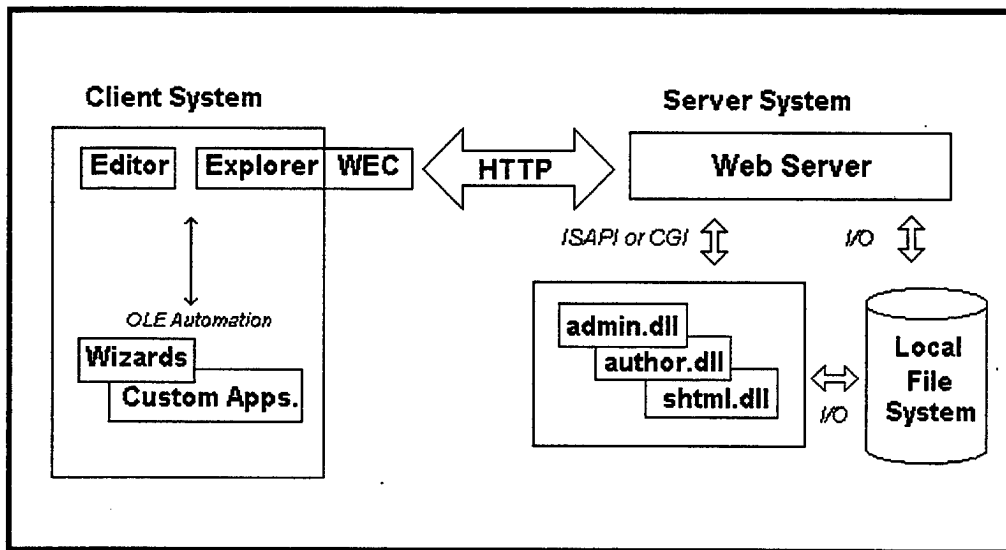 Client System
Server System
Editor
Explorer WEC
HTTP
Web Server
ISAPI or CGI
I/O
OLE Automation
Wizards
Custom Apps.
admin.dll
author.dll
shtml.dll
I/O
Local
File
System